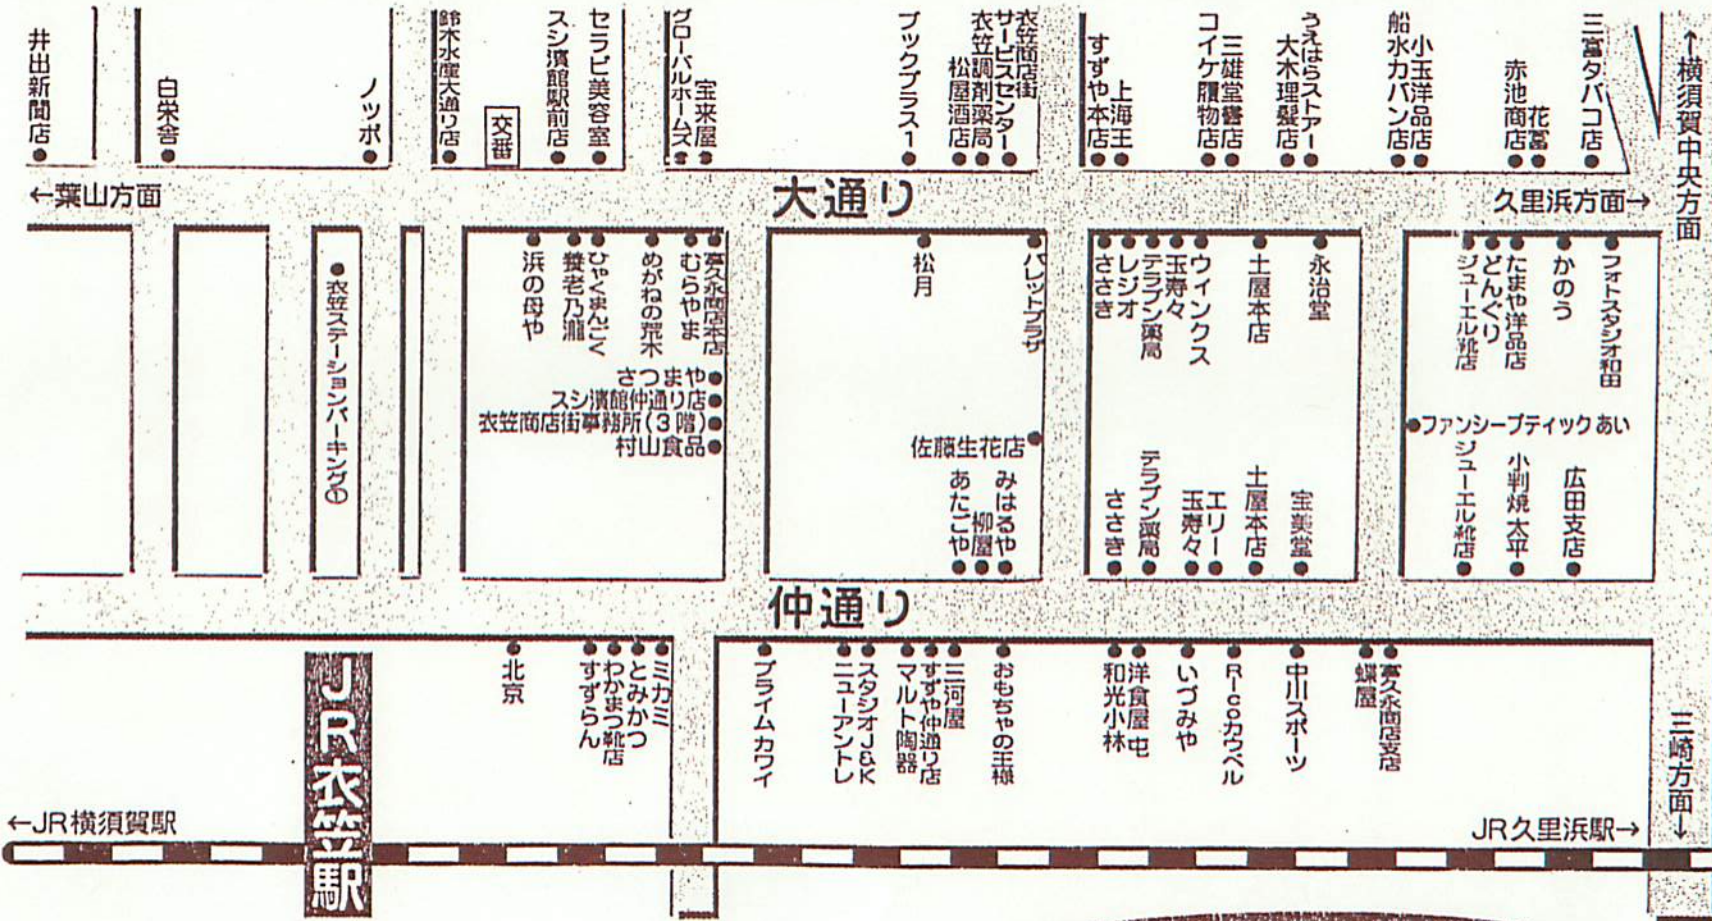 井出新聞店
白栄舎
ノッポ
鈴木水産大通り店
交番
スシ濱館駅前店
セラビ美容室
グローバルホームズ
宝来屋
ブックプラス1
松屋酒店
衣笠調剤薬局
衣笠商店街
サービスセンター
すずや本店
上海王
コイケ履物店
三雄堂書店
大木理髪店
うえはらストアー
船水カバン店
小玉洋品店
赤池商店
花冨
三富タバコ店
↑横須賀中央方面
←葉山方面
大通り
久里浜方面→
衣笠ステーションパーキング①
浜の母や
養老乃瀧
ひゃくまんごく
めがねの荒木
むらやま
喜久永商店本店
さつまや
スシ濱館仲通り店
衣笠商店街事務所(3階)
村山食品
松月
パレットプラザ
佐藤生花店
あたごや
柳屋
みはるや
ささき
レジオ
テラブン薬局
玉寿々
ウィンクス
土屋本店
永治堂
ささき
テラブン薬局
玉寿々
エリー
土屋本店
宝美堂
ジューエル靴店
どんぐり
たまや洋品店
かのう
フォトスタジオ和田
ファンシーブティック あい
ジューエル靴店
小判焼 太平
広田支店
仲通り
北京
すずらん
わかまつ靴店
とみかつ
ミカミ
プライムカワイ
ニューアントレ
スタジオJ&K
マルト陶器
すずや仲通り店
三河屋
おもちゃの王様
和光小林
洋食屋 屯
いづみや
R-coカウベル
中川スポーツ
蝶屋
喜久永商店支店
三崎方面→
JR衣笠駅
←JR横須賀駅
JR久里浜駅→